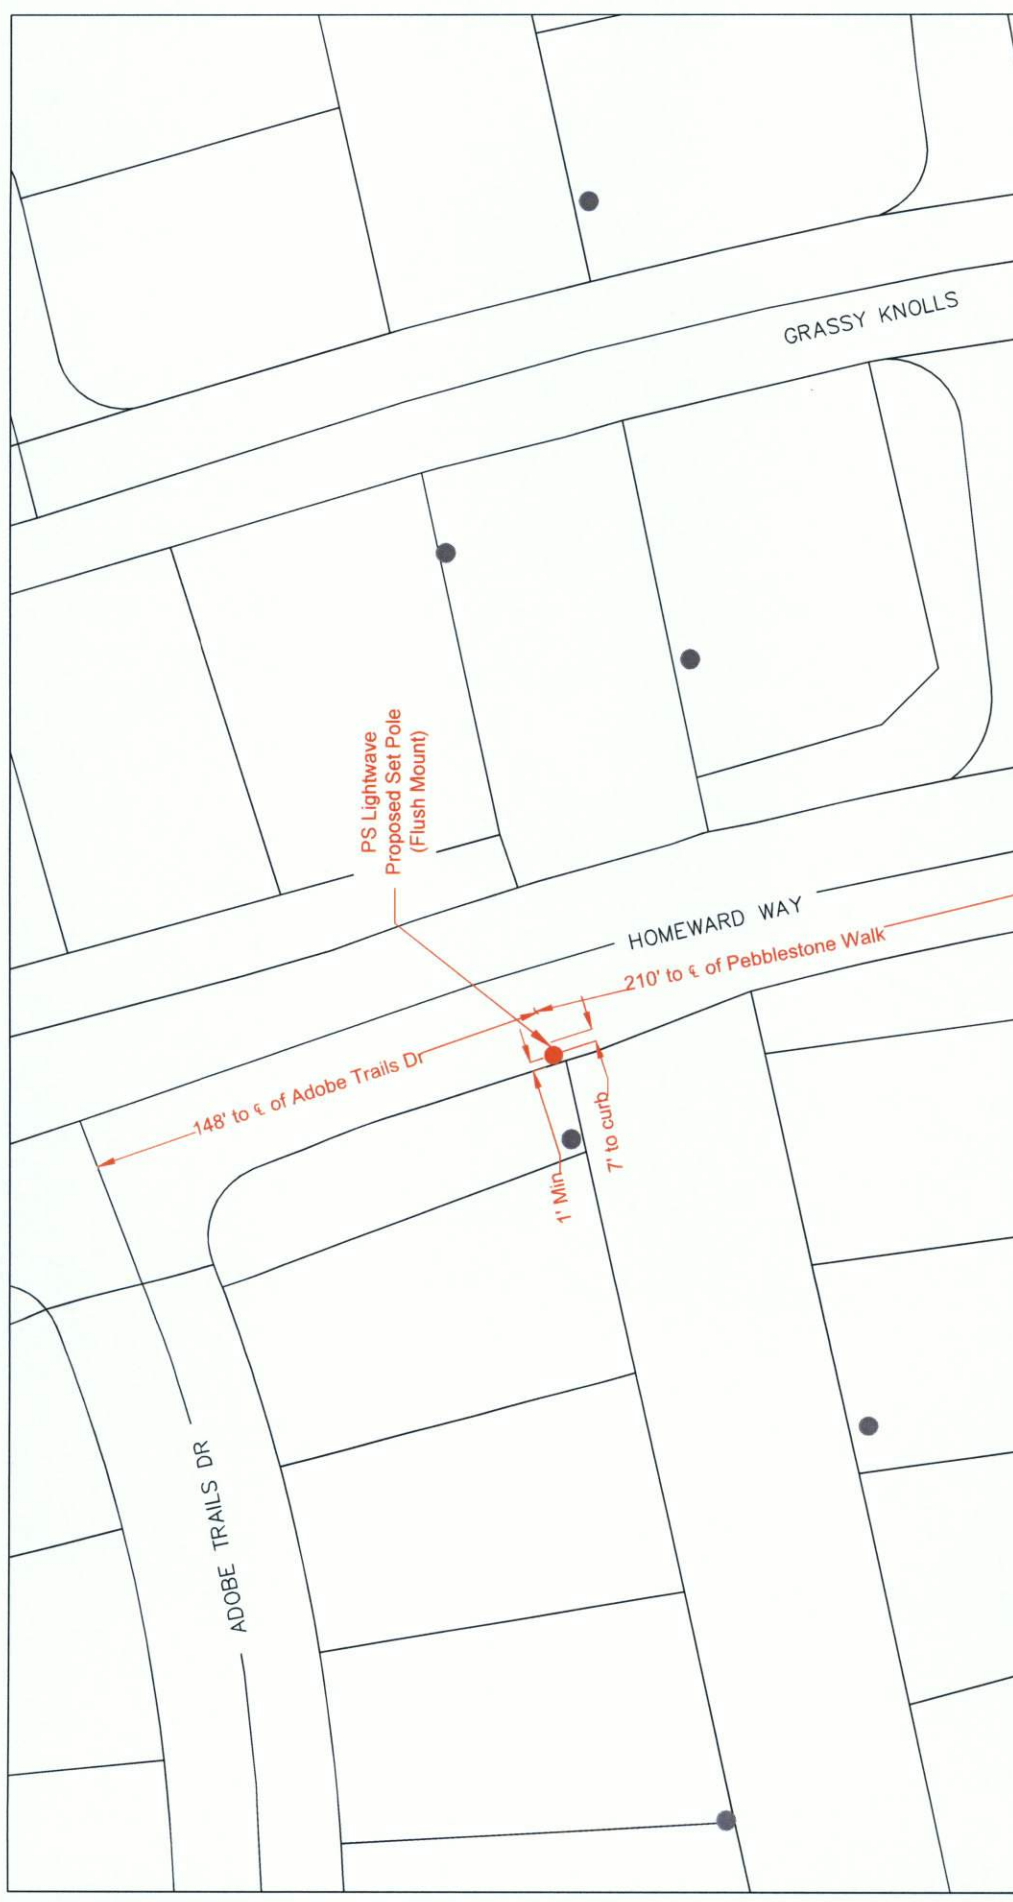 GRASSY KNOLLS
PS Lightwave
Proposed Set Pole
(Flush Mount)
HOMEWARD WAY
210' to ℄ of Pebblestone Walk
148' to ℄ of Adobe Trails Dr
7' to curb
1' Min
ADOBE TRAILS DR